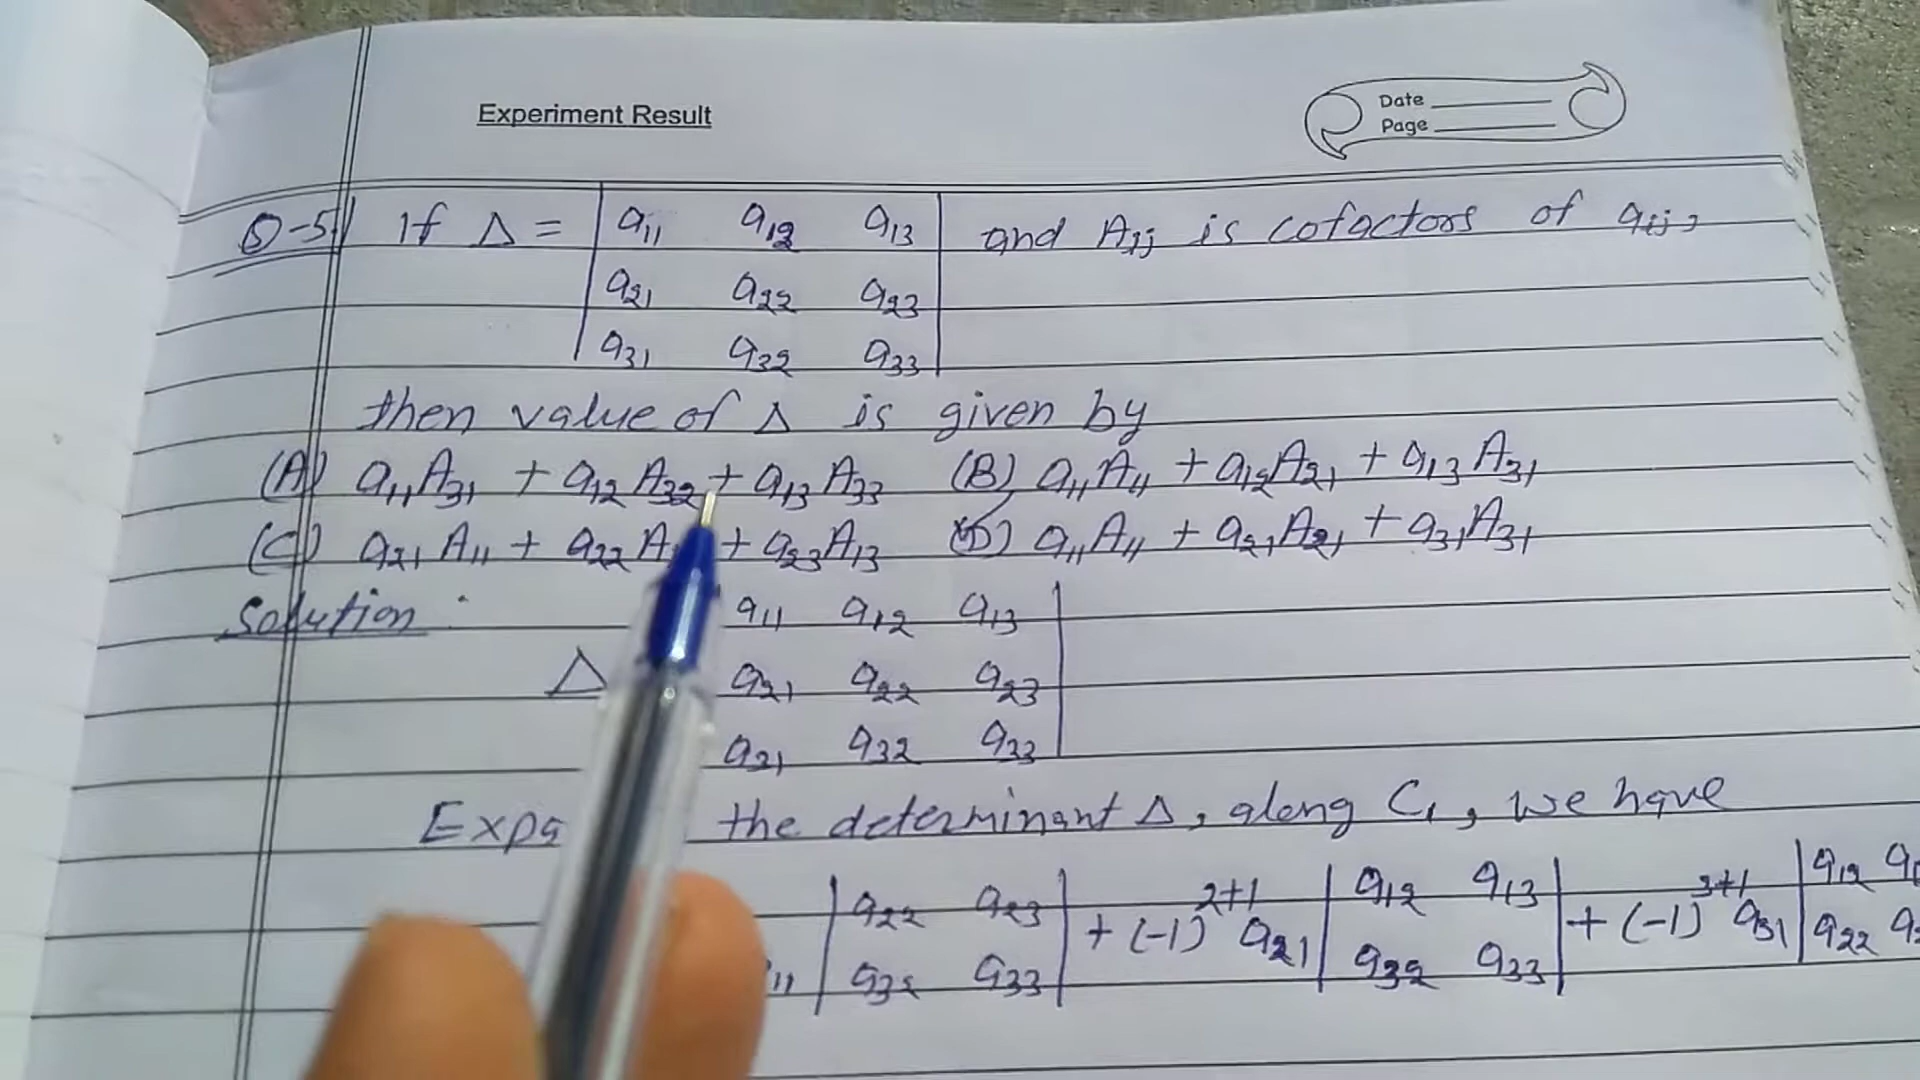 Experiment Result
Date
Page
Q-5 If Δ = | a₁₁ a₁₂ a₁₃ | and Aᵢⱼ is cofactors of aᵢⱼ,
a₂₁ a₂₂ a₂₃
a₃₁ a₃₂ a₃₃
then value of Δ is given by
(A) a₁₁A₃₁ + a₁₂A₃₂ + a₁₃A₃₃ (B) a₁₁A₁₁ + a₁₂A₂₁ + a₁₃A₃₁
(C) a₂₁A₁₁ + a₂₂A + a₂₃A₁₃ (D) a₁₁A₁₁ + a₂₁A₂₁ + a₃₁A₃₁
Solution :
a₁₁ a₁₂ a₁₃ |
Δ a₂₁ a₂₂ a₂₃
a₂₁ a₃₂ a₃₃
the determinant Δ, along C₁, we have
| a₂₂ a₂₃ | + (-1)²⁺¹ a₂₁ | a₁₂ a₁₃ | + (-1)³⁺¹ a₃₁ | a₁₂
a₃₂ a₃₃ a₃₂ a₃₃ a₂₂